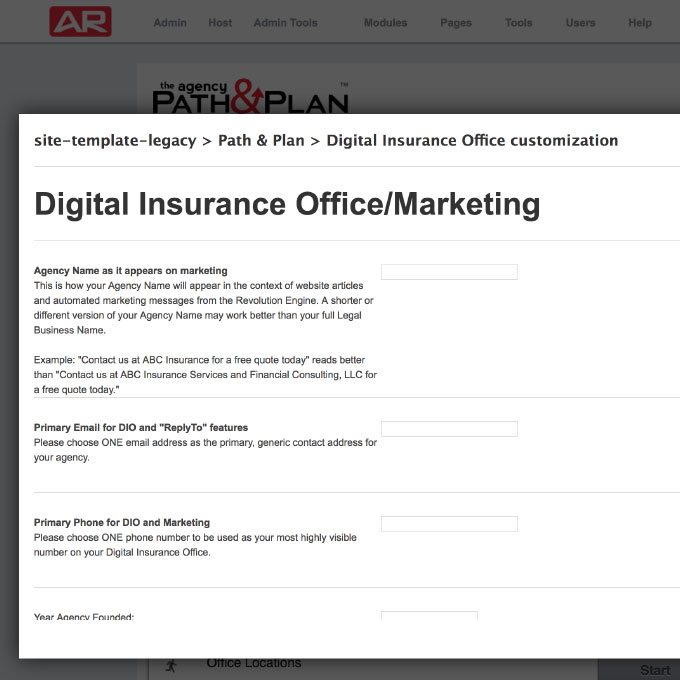 AR Admin Host Admin Tools Modules Pages Tools Users Help
the agency ™
PATH&PLAN
site-template-legacy > Path & Plan > Digital Insurance Office customization
Digital Insurance Office/Marketing
Agency Name as it appears on marketing
This is how your Agency Name will appear in the context of website articles
and automated marketing messages from the Revolution Engine. A shorter or
different version of your Agency Name may work better than your full Legal
Business Name.
Example: "Contact us at ABC Insurance for a free quote today" reads better
than "Contact us at ABC Insurance Services and Financial Consulting, LLC for
a free quote today."
Primary Email for DIO and "ReplyTo" features
Please choose ONE email address as the primary, generic contact address for
your agency.
Primary Phone for DIO and Marketing
Please choose ONE phone number to be used as your most highly visible
number on your Digital Insurance Office.
Year Agency Founded:
Office Locations
Start